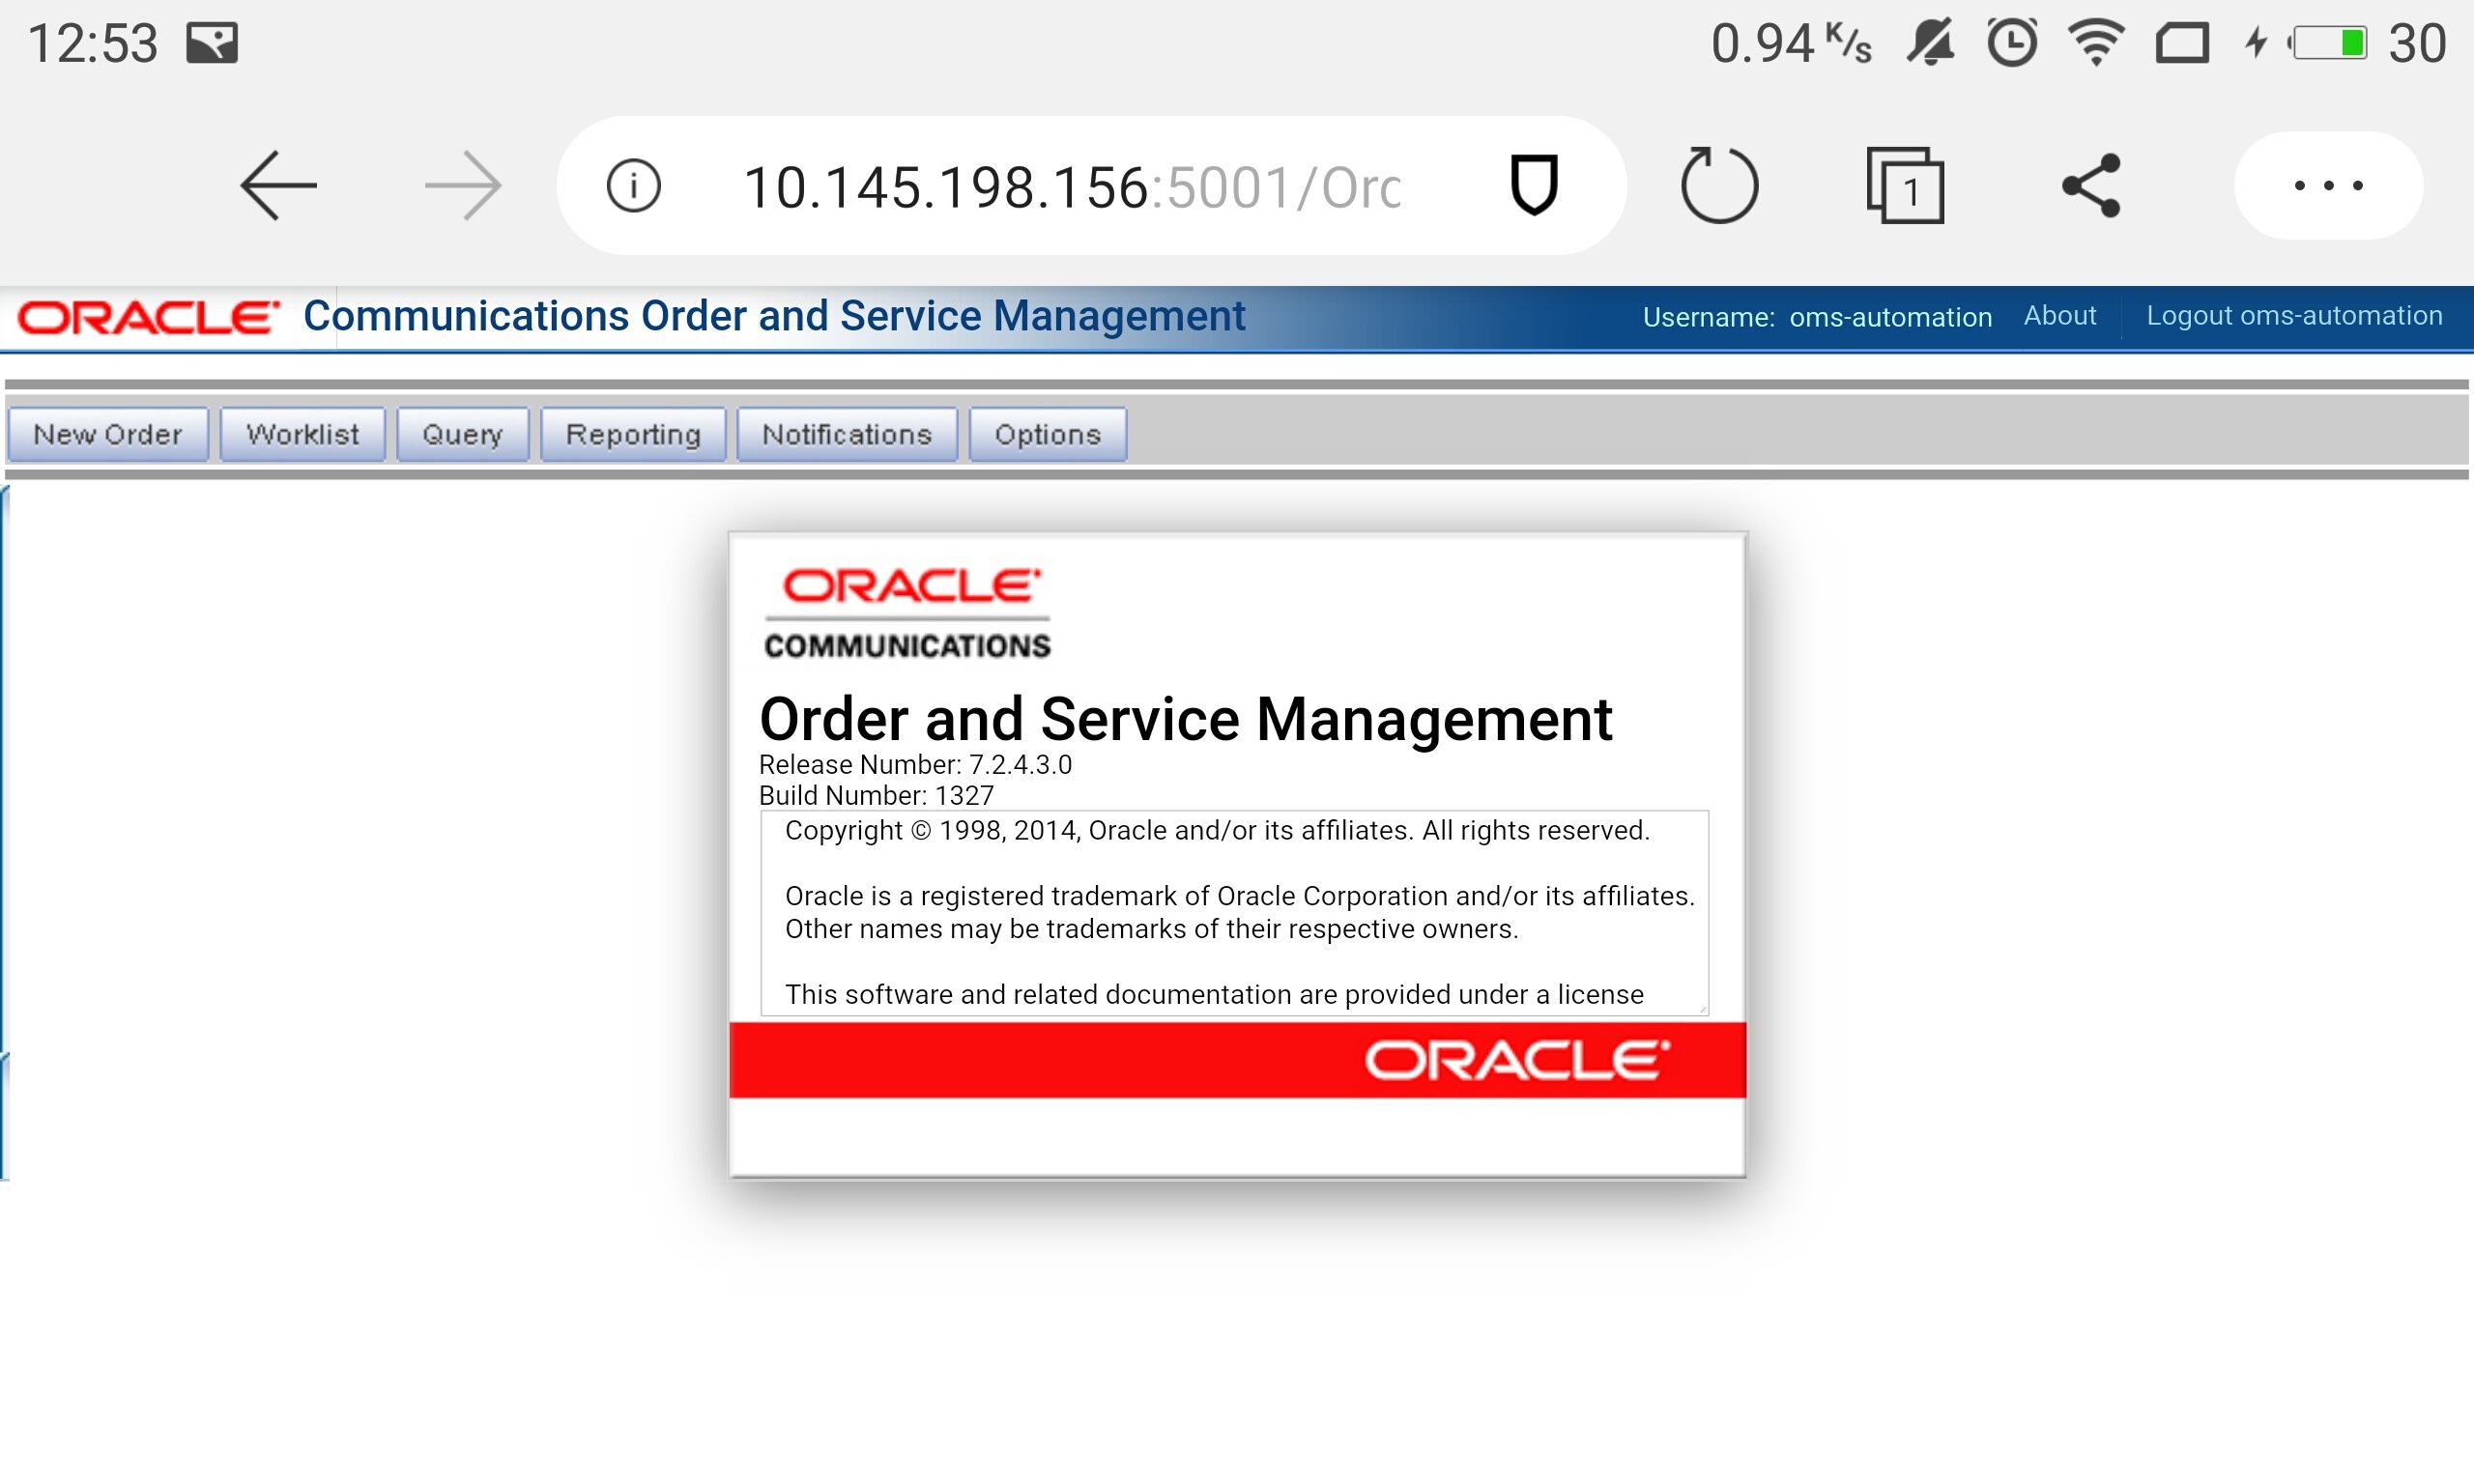 12:53 0.94 K/s 30
10.145.198.156:5001/Orc 1
ORACLE Communications Order and Service Management Username: oms-automation About Logout oms-automation
New Order Worklist Query Reporting Notifications Options
ORACLE
COMMUNICATIONS
Order and Service Management
Release Number: 7.2.4.3.0
Build Number: 1327
Copyright © 1998, 2014, Oracle and/or its affiliates. All rights reserved.
Oracle is a registered trademark of Oracle Corporation and/or its affiliates.
Other names may be trademarks of their respective owners.
This software and related documentation are provided under a license
ORACLE